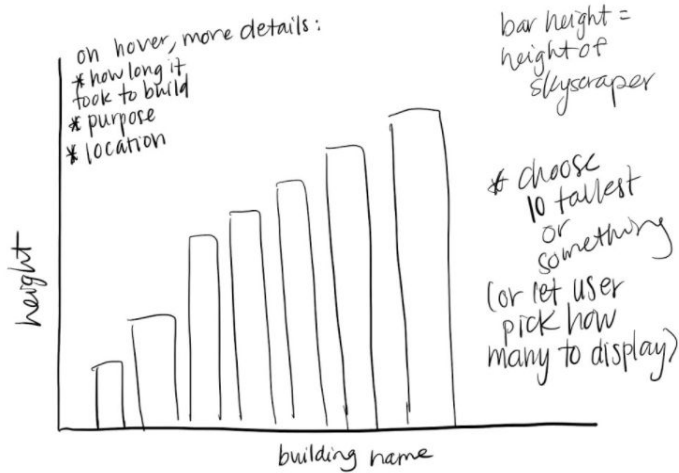 on hover, more details:
* how long it
took to build
* purpose
* location
bar height =
height of
skyscraper
* choose
10 tallest
or
something
(or let user
pick how
many to display)
height
building name